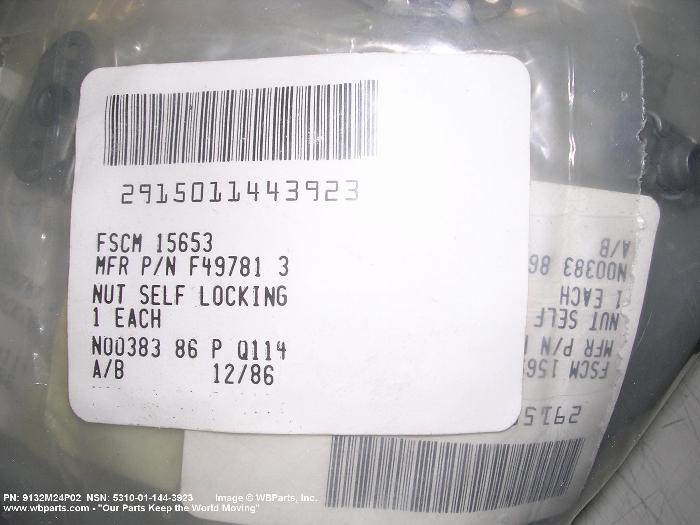 2915011443923
FSCM 15653
MFR P/N F49781 3
NUT SELF LOCKING
1 EACH
N00383 86 P Q114
A/B 12/86
A/B
N00383 86
1 EACH
NUT SELF
MFR P/N
FSCM 156
2915
PN: 9132M24P02 NSN: 5310-01-144-3923 Image © WBParts, Inc.
www.wbparts.com - "Our Parts Keep the World Moving"